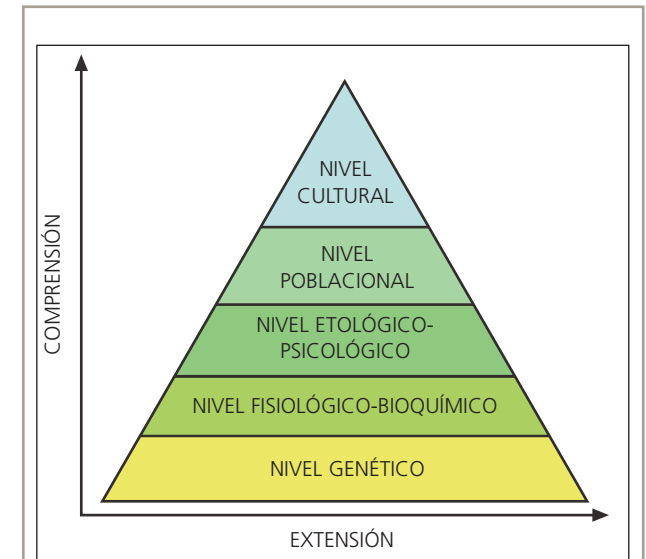 NIVEL
CULTURAL
NIVEL
POBLACIONAL
NIVEL ETOLÓGICO-
PSICOLÓGICO
NIVEL FISIOLÓGICO-BIOQUÍMICO
NIVEL GENÉTICO
COMPRENSIÓN
EXTENSIÓN